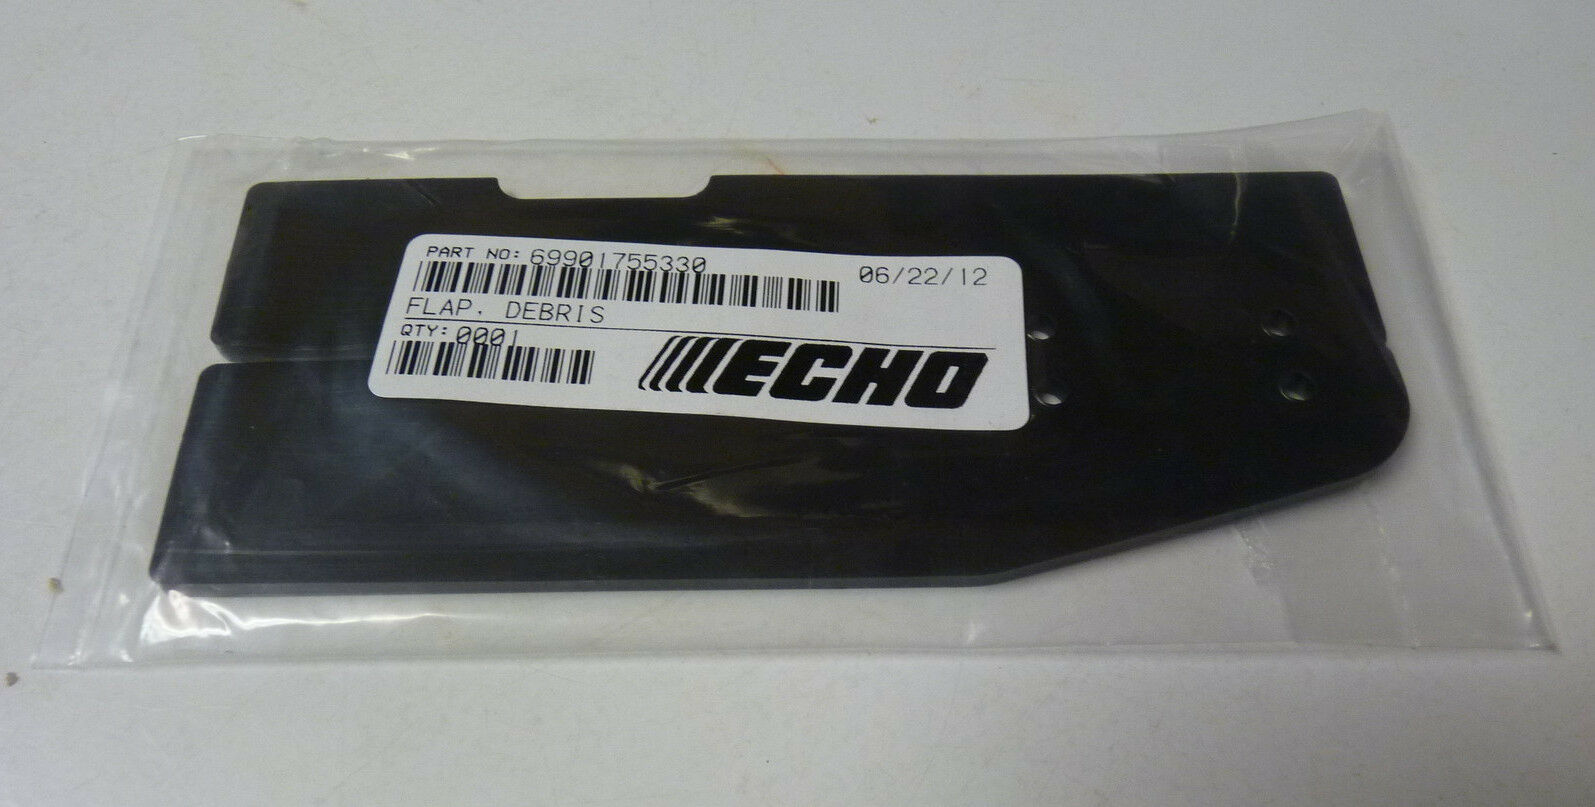 PART NO: 69901755330
06/22/12
FLAP, DEBRIS
QTY: 0001
ECHO